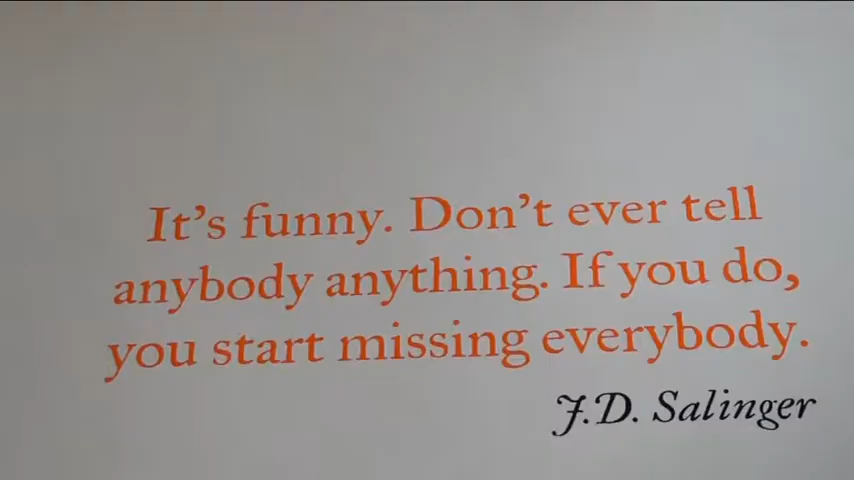 It's funny. Don't ever tell
anybody anything. If you do,
you start missing everybody.
J.D. Salinger